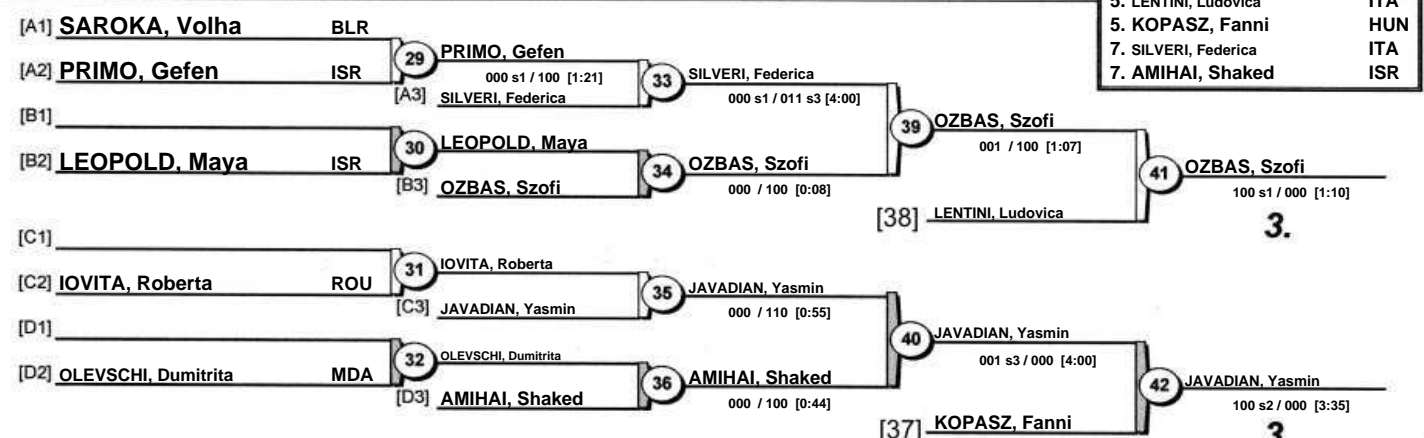 5. LENTINI, Ludovica ITA
5. KOPASZ, Fanni HUN
7. SILVERI, Federica ITA
7. AMIHAI, Shaked ISR
[A1] SAROKA, Volha BLR
29
PRIMO, Gefen
[A2] PRIMO, Gefen ISR
000 s1 / 100 [1:21]
33
SILVERI, Federica
[A3] SILVERI, Federica
000 s1 / 011 s3 [4:00]
[B1]
39
OZBAS, Szofi
30
LEOPOLD, Maya
001 / 100 [1:07]
[B2] LEOPOLD, Maya ISR
34
OZBAS, Szofi
41
OZBAS, Szofi
[B3] OZBAS, Szofi
000 / 100 [0:08]
100 s1 / 000 [1:10]
[38] LENTINI, Ludovica
3.
[C1]
31
IOVITA, Roberta
[C2] IOVITA, Roberta ROU
35
JAVADIAN, Yasmin
[C3] JAVADIAN, Yasmin
000 / 110 [0:55]
[D1]
40
JAVADIAN, Yasmin
32
OLEVSCHI, Dumitrita
001 s3 / 000 [4:00]
[D2] OLEVSCHI, Dumitrita MDA
36
AMIHAI, Shaked
42
JAVADIAN, Yasmin
[D3] AMIHAI, Shaked
000 / 100 [0:44]
100 s2 / 000 [3:35]
[37] KOPASZ, Fanni
3.